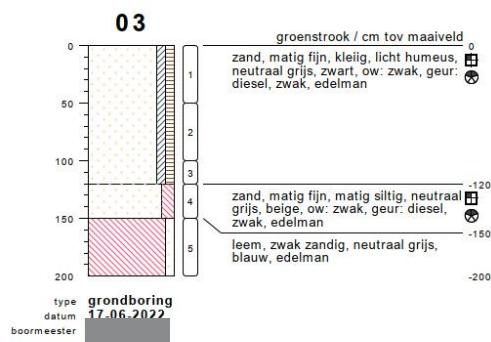 03
groenstrook / cm tov maaiveld
0
0
zand, matig fijn, kleiig, licht humeus,
neutraal grijs, zwart, ow: zwak, geur:
diesel, zwak, edelman
1
50
2
100
3
-120
zand, matig fijn, matig siltig, neutraal
grijs, beige, ow: zwak, geur: diesel,
zwak, edelman
4
150
-150
leem, zwak zandig, neutraal grijs,
blauw, edelman
5
200
-200
type grondboring
datum 17-06-2022
boormeester